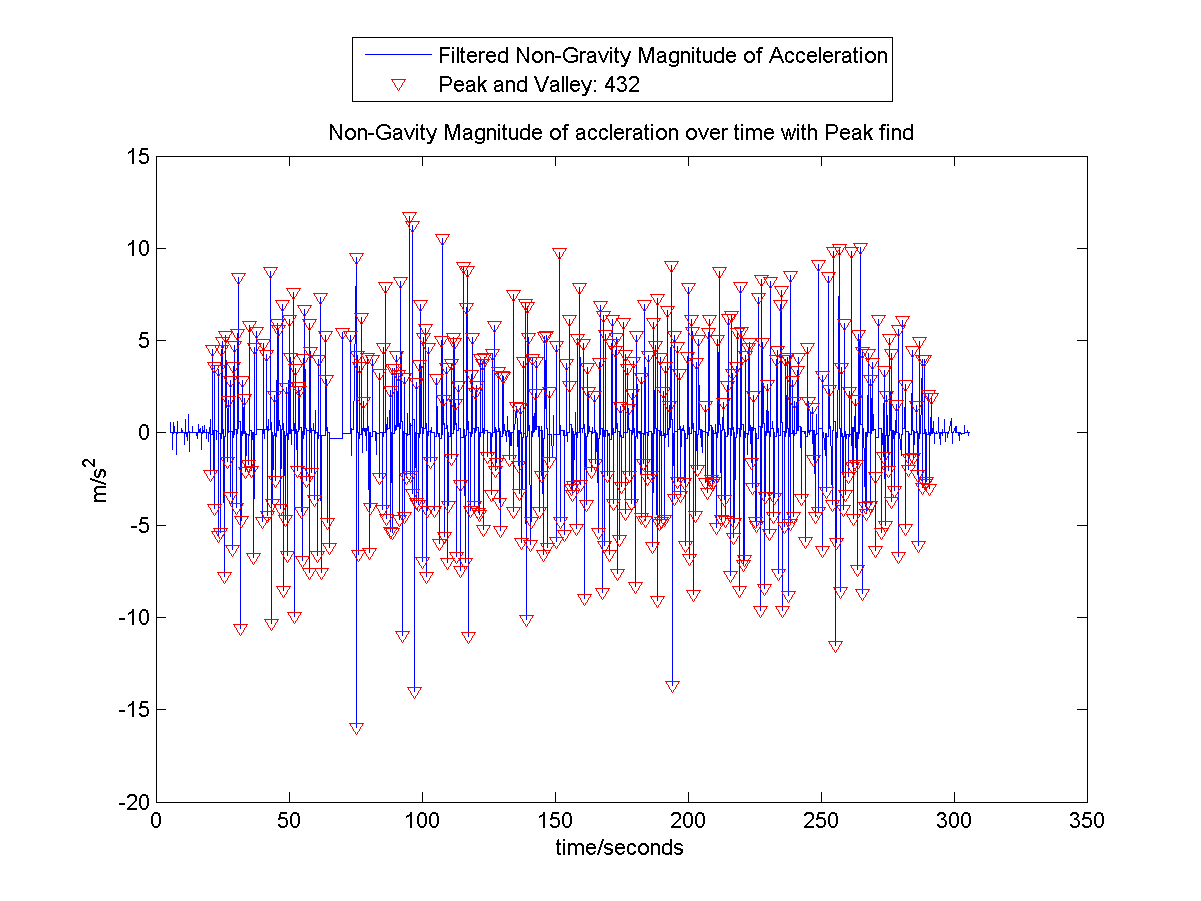 Filtered Non-Gravity Magnitude of Acceleration
Peak and Valley: 432
Non-Gavity Magnitude of accleration over time with Peak find
15
10
5
0
-5
-10
-15
-20
m/s²
0 50 100 150 200 250 300 350
time/seconds